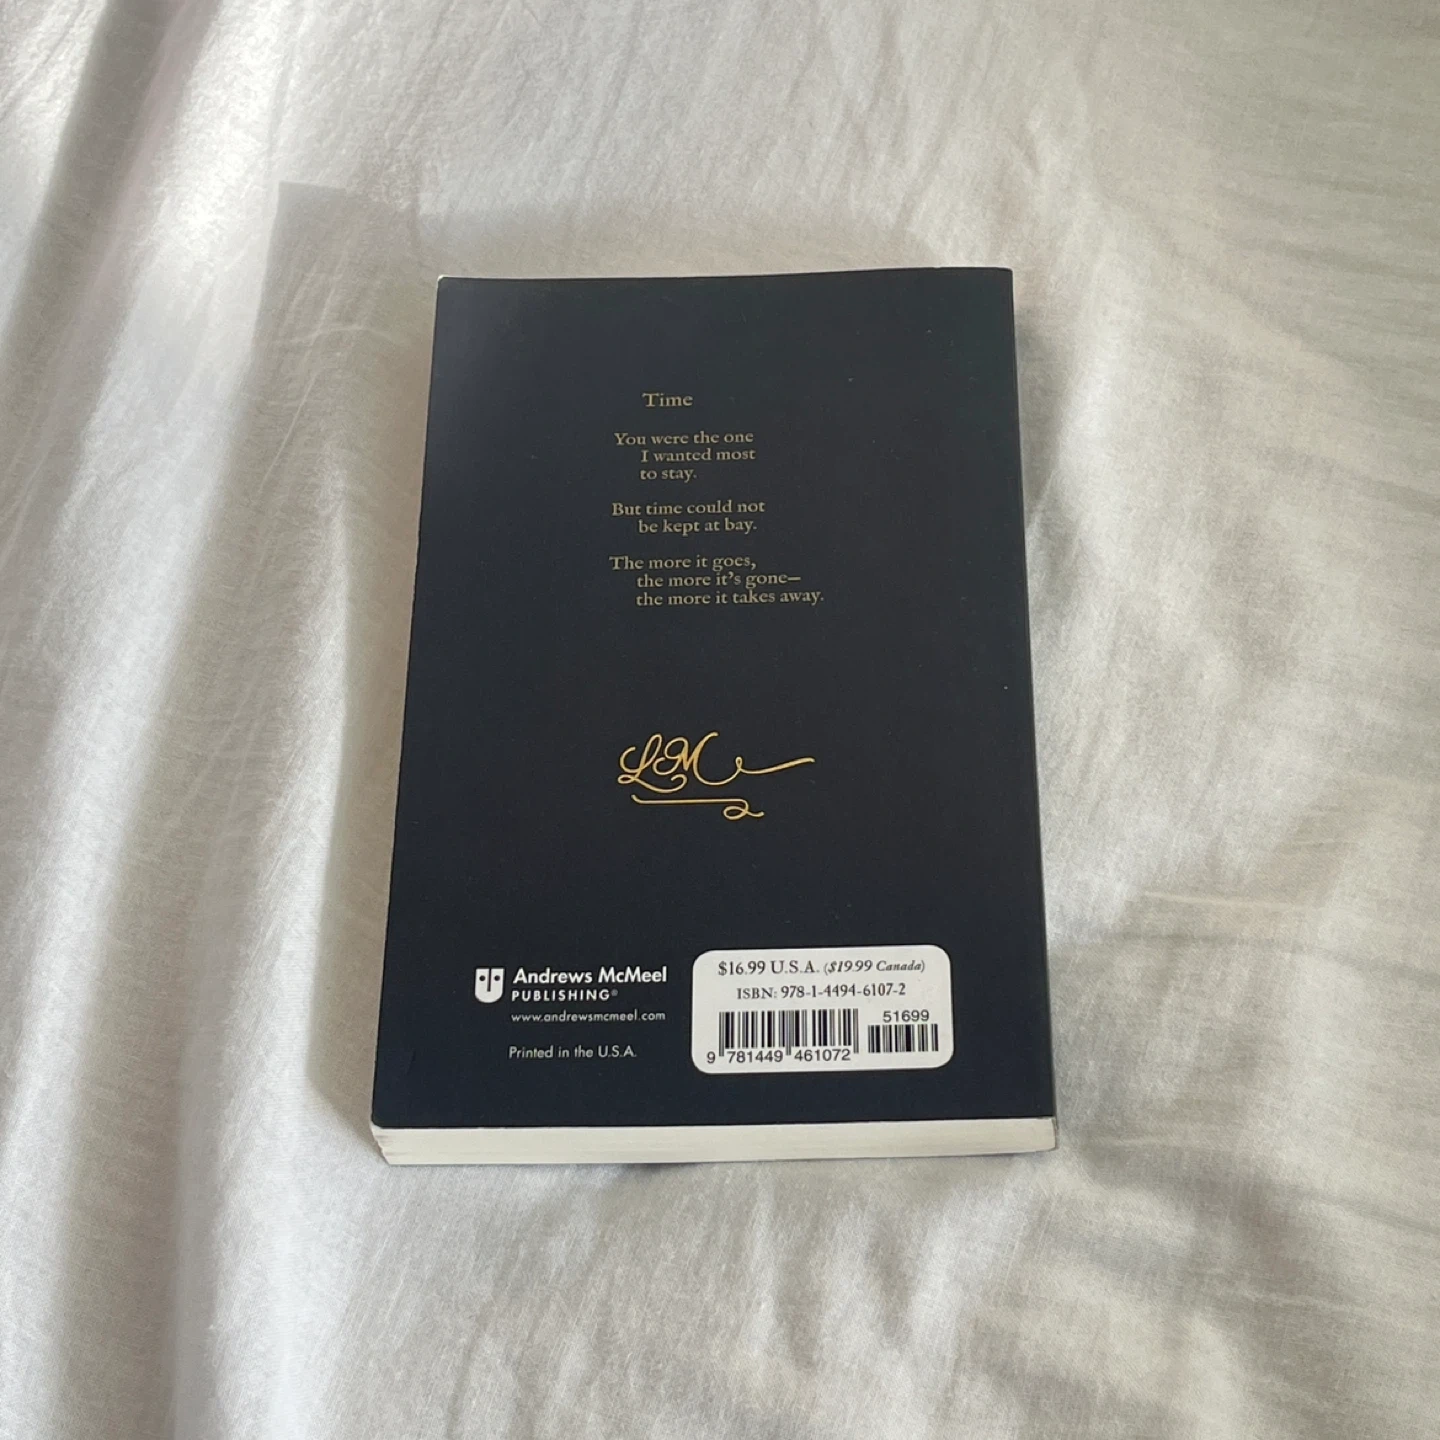 Time
You were the one
I wanted most
to stay.
But time could not
be kept at bay.
The more it goes,
the more it's gone—
the more it takes away.
LM
Andrews McMeel
PUBLISHING®
www.andrewsmcmeel.com
Printed in the U.S.A.
$16.99 U.S.A. ($19.99 Canada)
ISBN: 978-1-4494-6107-2
51699
9 781449 461072